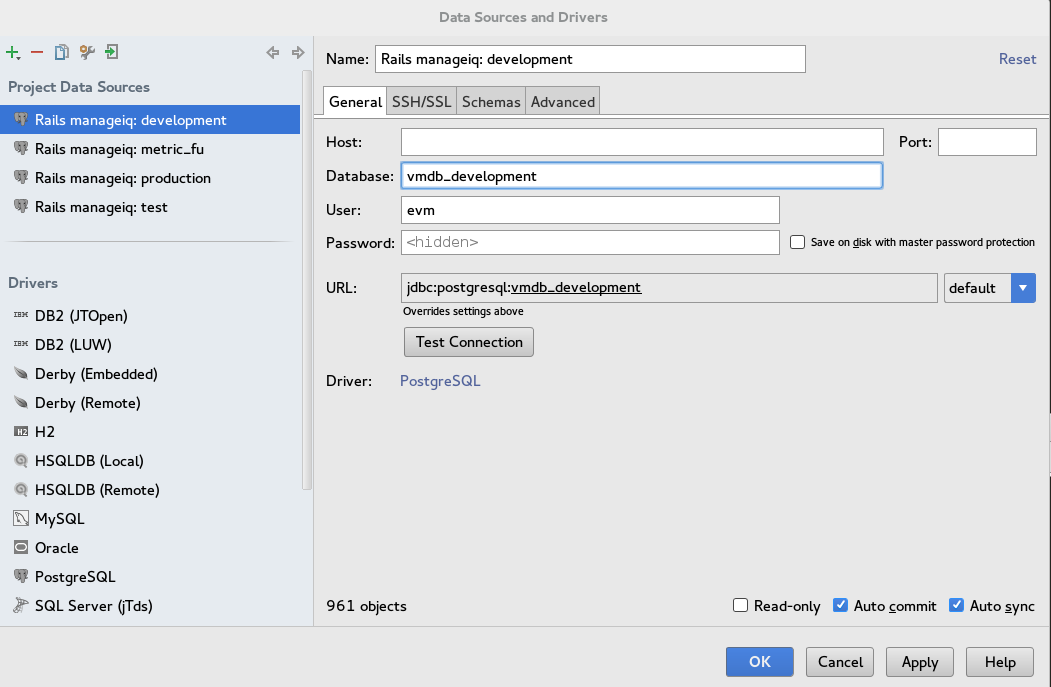 Data Sources and Drivers
Project Data Sources
Rails manageiq: development
Rails manageiq: metric_fu
Rails manageiq: production
Rails manageiq: test
Drivers
IBM DB2 (JTOpen)
IBM DB2 (LUW)
Derby (Embedded)
Derby (Remote)
H2 H2
HSQLDB (Local)
HSQLDB (Remote)
MySQL
Oracle
PostgreSQL
SQL Server (jTds)
Name: Rails manageiq: development Reset
General SSH/SSL Schemas Advanced
Host: Port:
Database: vmdb_development
User: evm
Password: <hidden> Save on disk with master password protection
URL: jdbc:postgresql:vmdb_development default
Overrides settings above
Test Connection
Driver: PostgreSQL
961 objects Read-only Auto commit Auto sync
OK Cancel Apply Help